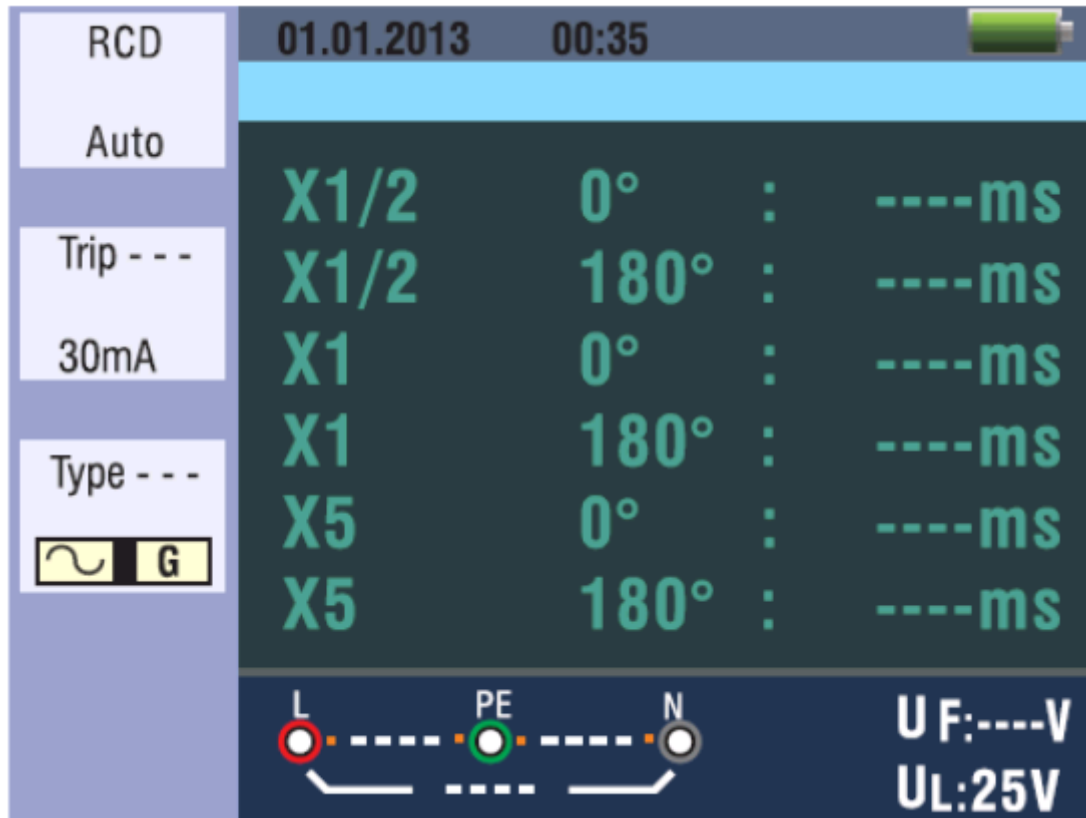 RCD
Auto
Trip - - -
30mA
Type - - -
G
01.01.2013 00:35
X1/2 0° : ----ms
X1/2 180° : ----ms
X1 0° : ----ms
X1 180° : ----ms
X5 0° : ----ms
X5 180° : ----ms
L PE N
---- ----
----
U F:----V
UL:25V